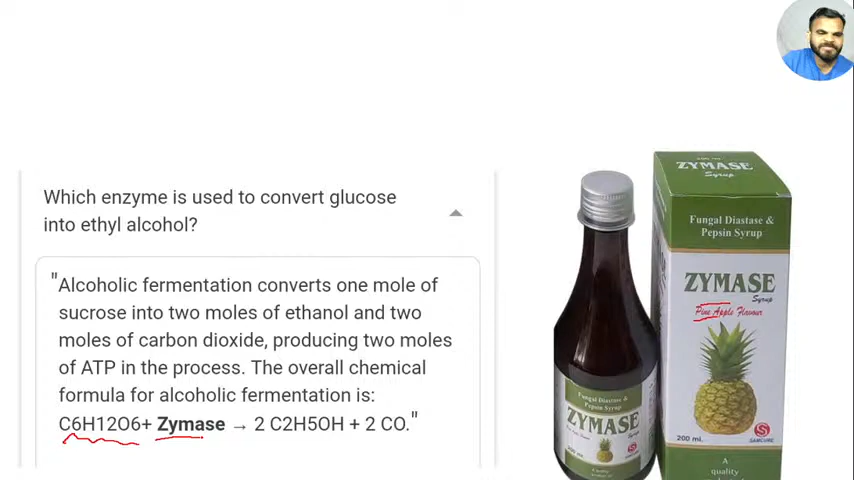 Which enzyme is used to convert glucose
into ethyl alcohol?
"Alcoholic fermentation converts one mole of
sucrose into two moles of ethanol and two
moles of carbon dioxide, producing two moles
of ATP in the process. The overall chemical
formula for alcoholic fermentation is:
C6H12O6+ Zymase → 2 C2H5OH + 2 CO."
ZYMASE
Syrup
Fungal Diastase &
Pepsin Syrup
ZYMASE
Syrup
Pine Apple Flavour
200 ml.
S
SAMCURE
A
quality
Fungal Diastase &
Pepsin Syrup
ZYMASE
Syrup